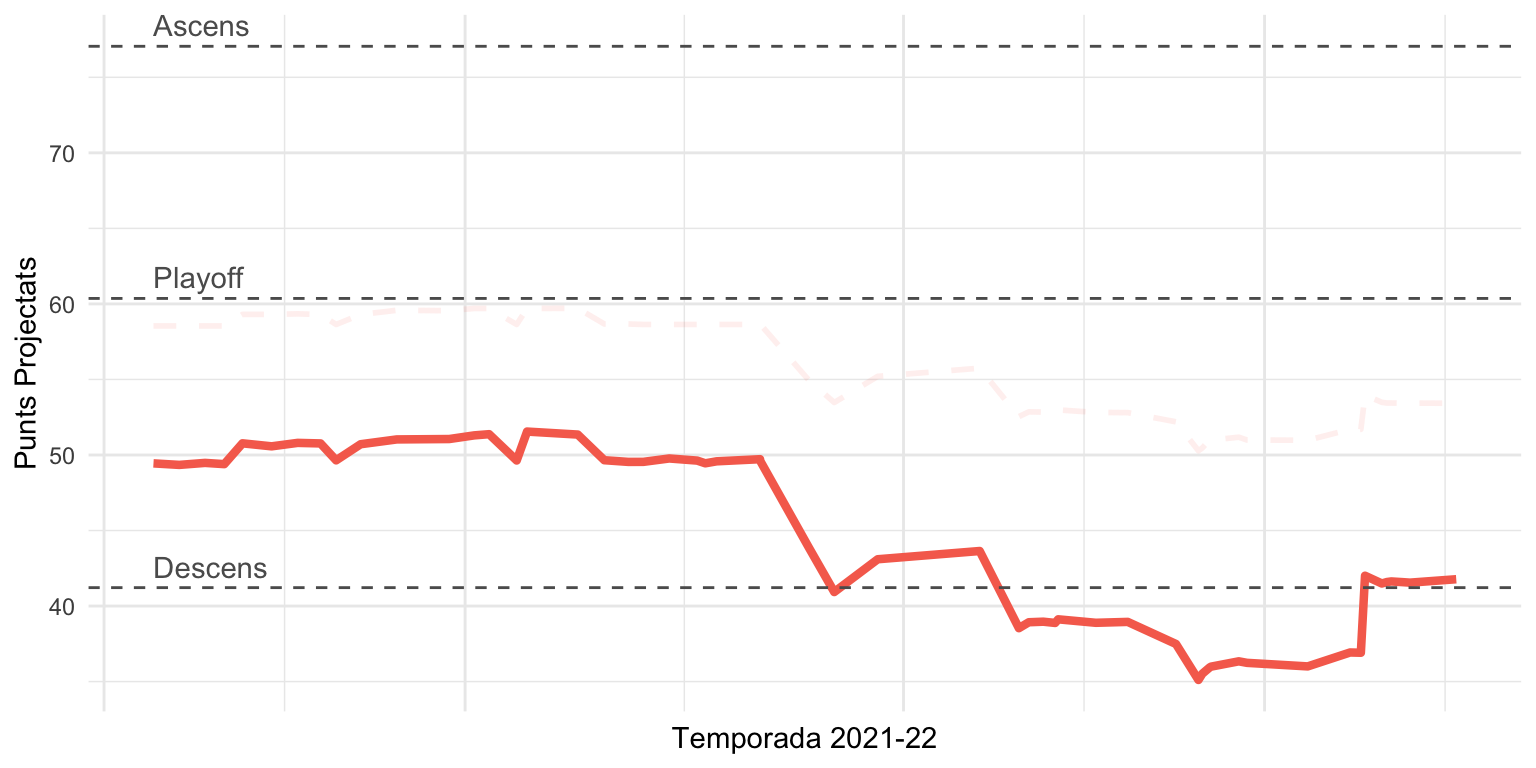 Ascens
70
Playoff
60
Punts Projectats
50
Descens
40
Temporada 2021-22